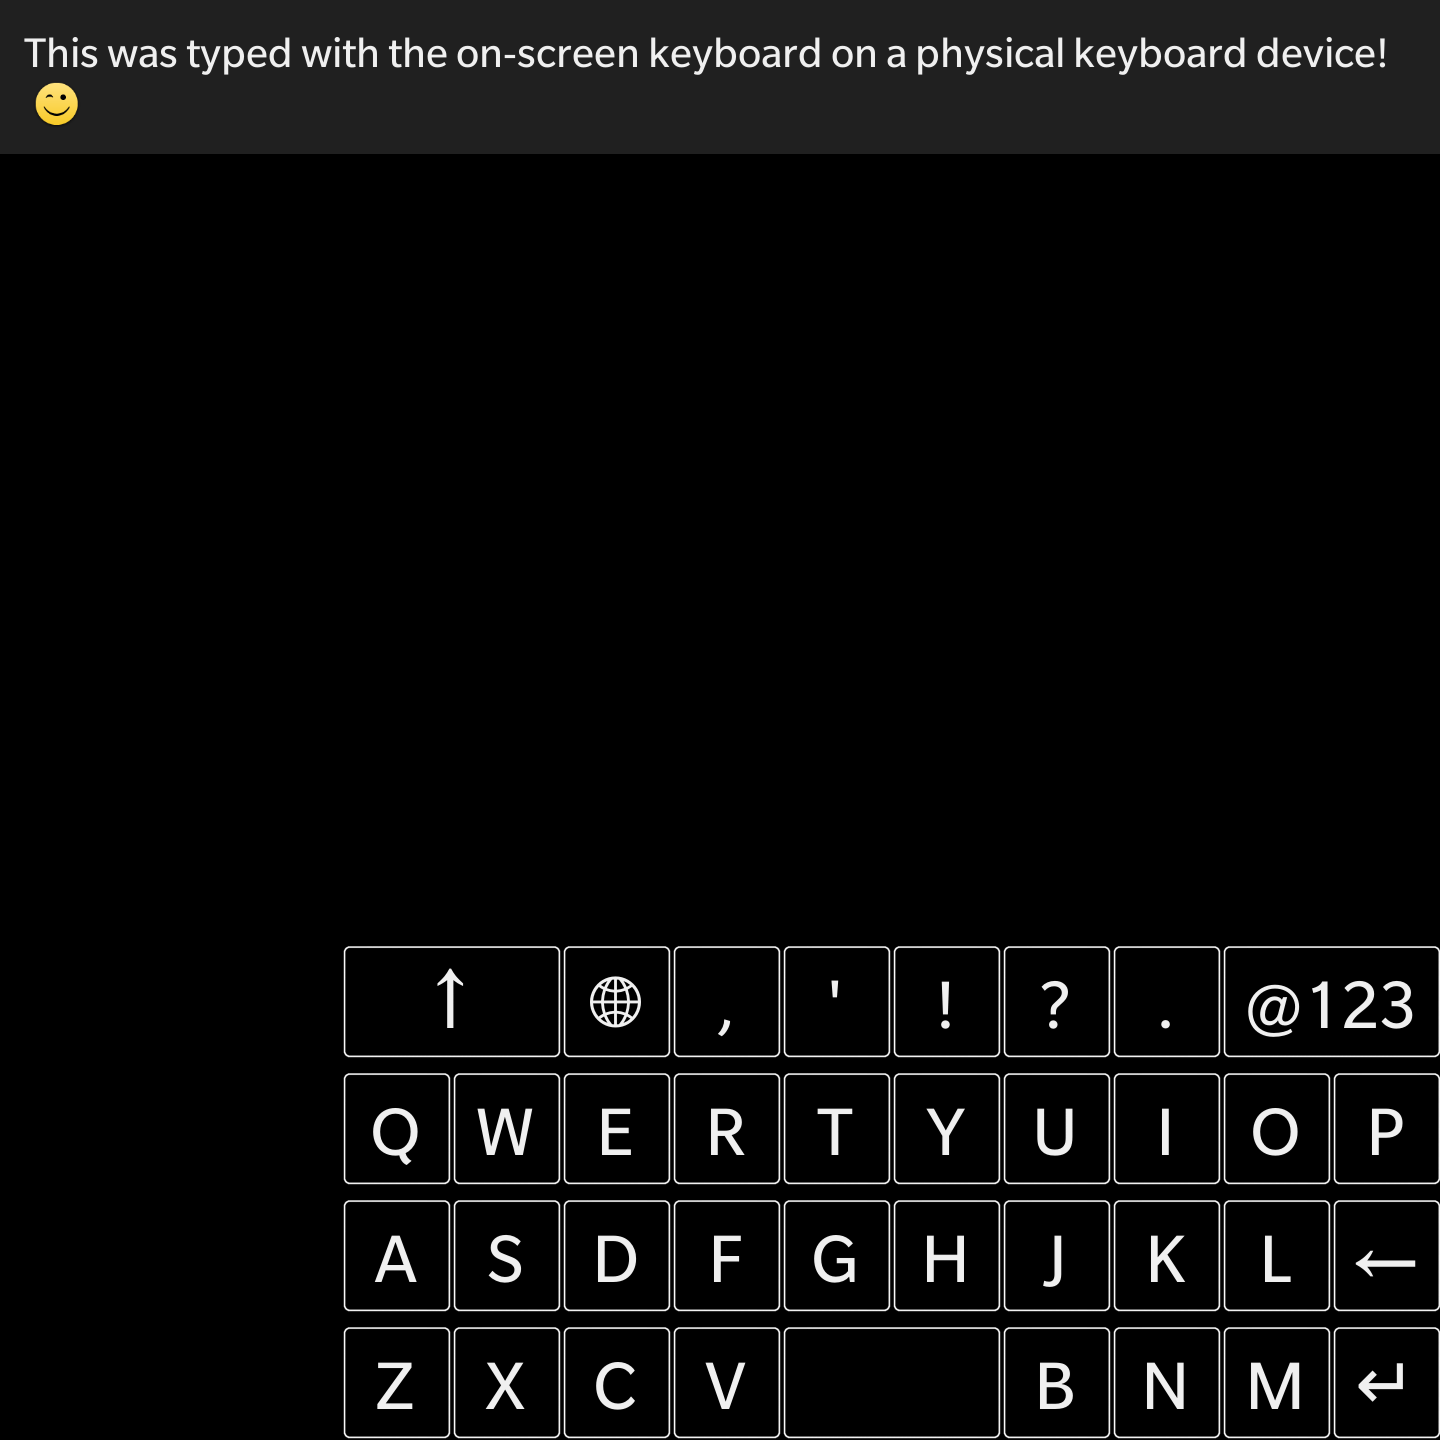 This was typed with the on-screen keyboard on a physical keyboard device!
😉
↑ , ' ! ? . @123
Q W E R T Y U I O P
A S D F G H J K L ←
Z X C V B N M ↵